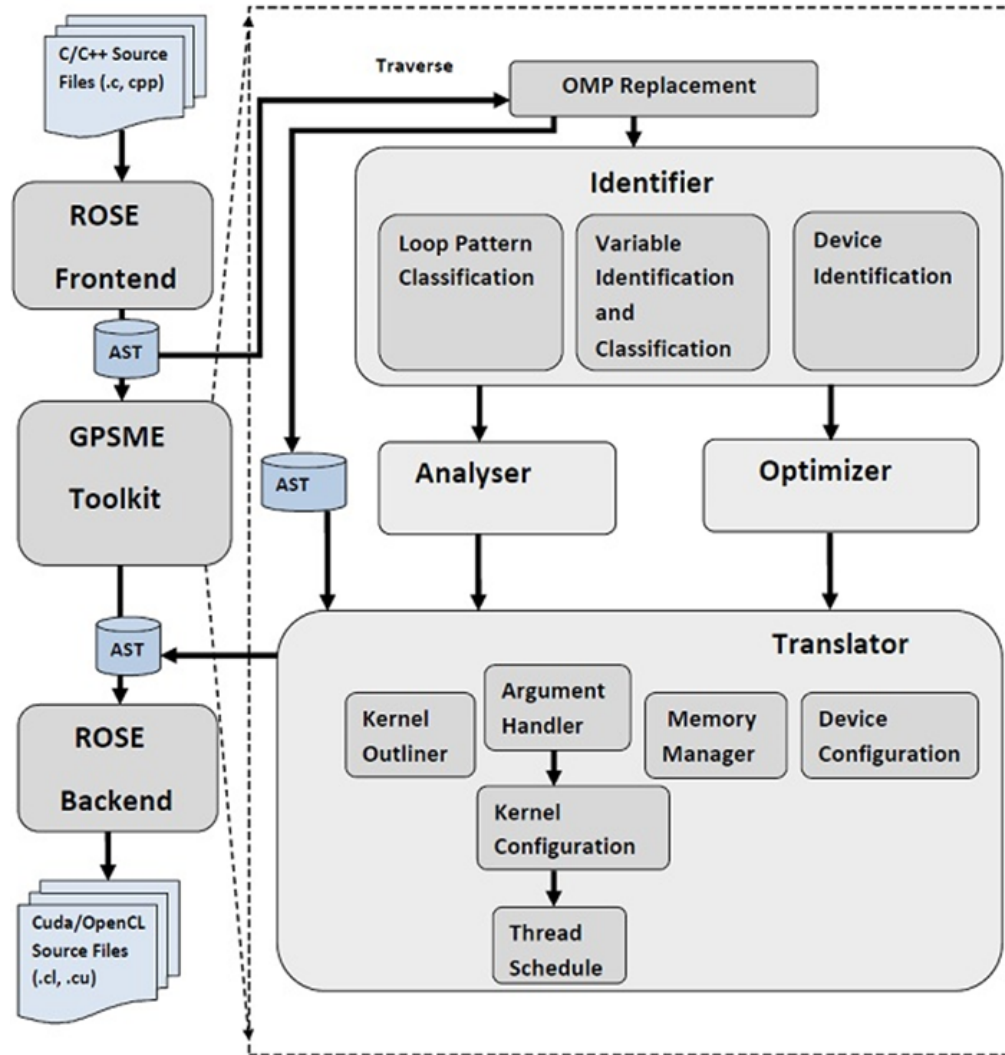 C/C++ Source
Files (.c, cpp)
ROSE
Frontend
AST
GPSME
Toolkit
AST
ROSE
Backend
Cuda/OpenCL
Source Files
(.cl, .cu)
Traverse
OMP Replacement
Identifier
Loop Pattern
Classification
Variable
Identification
and
Classification
Device
Identification
AST
Analyser
Optimizer
Translator
Kernel
Outliner
Argument
Handler
Memory
Manager
Device
Configuration
Kernel
Configuration
Thread
Schedule